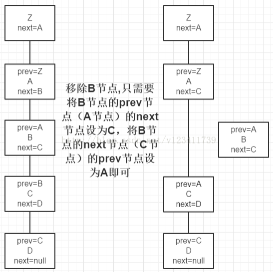 Z
next=A
prev=Z
A
next=B
prev=A
B
next=C
prev=B
C
next=D
prev=C
D
next=null
移除B节点,只需要
将B节点的prev节
点（A节点）的next
节点设为C，将B节
点的next节点（C节
点）的prev节点设
为A即可
Z
next=A
prev=Z
A
next=C
prev=A
B
next=C
prev=A
C
next=D
prev=C
D
next=null